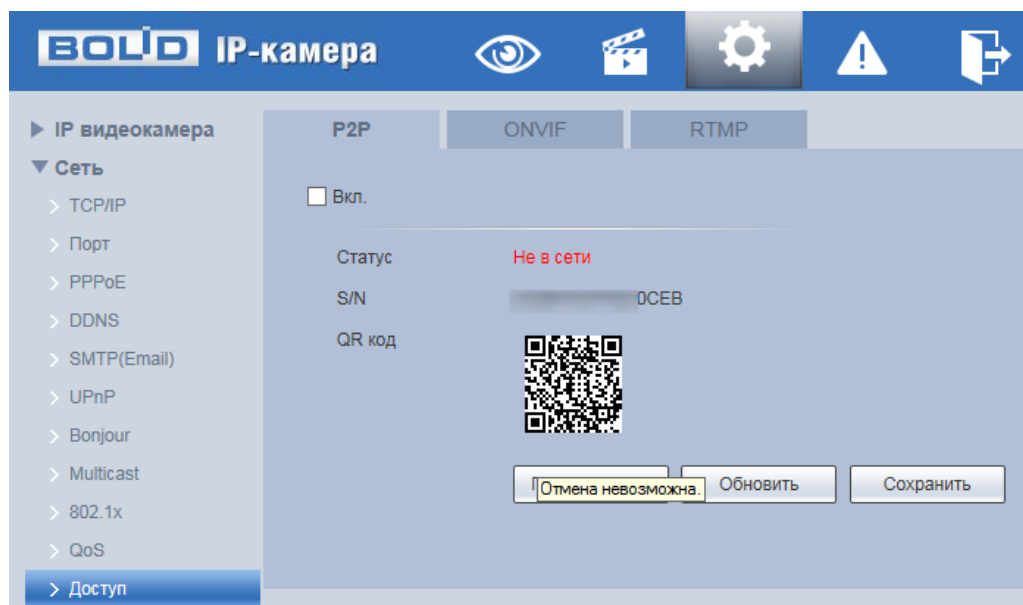 BOLID IP-камера
IP видеокамера
Сеть
TCP/IP
Порт
PPPoE
DDNS
SMTP(Email)
UPnP
Bonjour
Multicast
802.1x
QoS
Доступ
P2P ONVIF RTMP
Вкл.
Статус Не в сети
S/N 0CEB
QR код
Отмена невозможна. Обновить Сохранить